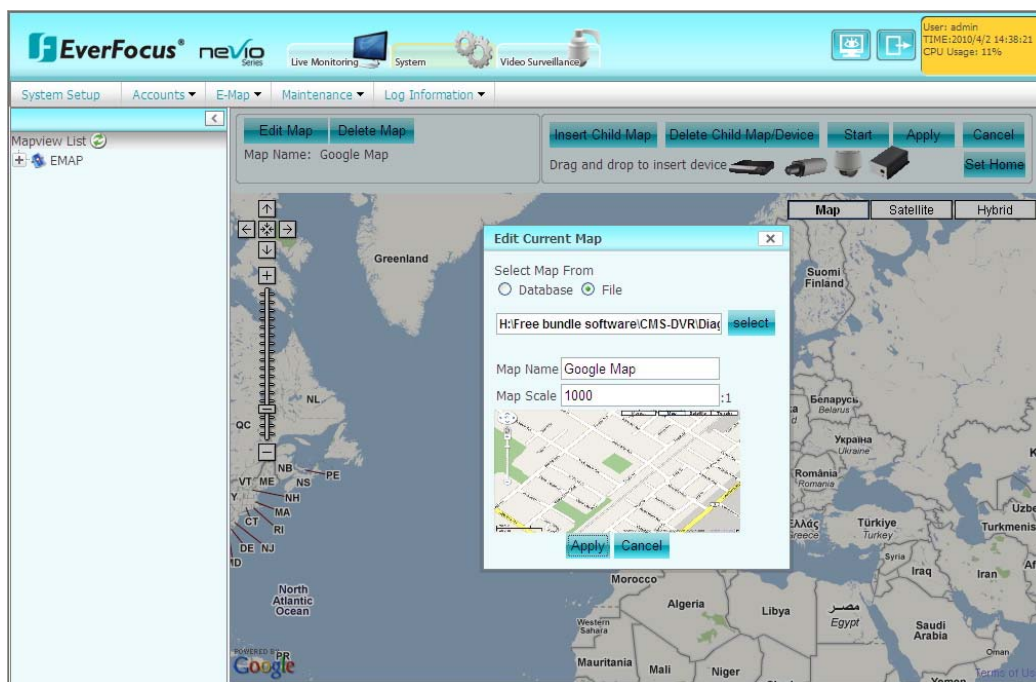 EverFocus® nevio Series
Live Monitoring System Video Surveillance
User: admin
TIME:2010/4/2 14:38:21
CPU Usage: 11%
System Setup Accounts E-Map Maintenance Log Information
Mapview List
EMAP
Edit Map Delete Map
Map Name: Google Map
Insert Child Map Delete Child Map/Device Start Apply Cancel
Drag and drop to insert device
Set Home
Map Satellite Hybrid
Greenland
Suomi
Finland
Edit Current Map
Select Map From
Database File
H:\Free bundle software\CMS-DVR\Diag
select
Map Name Google Map
Map Scale 1000 :1
Apply Cancel
NL
QC
NB
PE
VT ME NS
NH
MA
CT
RI
DE NJ
MD
North
Atlantic
Ocean
PR
POWERED BY
Google
Беларусь
Belarus
Україна
Ukraine
România
Romania
Ελλάς
Greece
Türkiye
Turkey
Uzbe
Turkmenis
Syria
Iraq
Iran
Af
Morocco
Algeria
Libya
مصر
Egypt
Saudi
Arabia
Oman
Western
Sahara
Mauritania
Mali
Niger
Yemen
Terms of Us